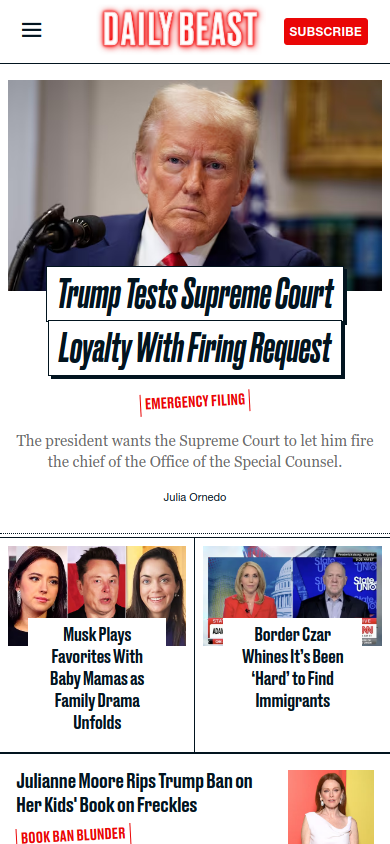 DAILY BEAST
SUBSCRIBE
Trump Tests Supreme Court
Loyalty With Firing Request
EMERGENCY FILING
The president wants the Supreme Court to let him fire
the chief of the Office of the Special Counsel.
Julia Ornedo
Musk Plays
Favorites With
Baby Mamas as
Family Drama
Unfolds
State
UNION
Border Czar
Whines It's Been
‘Hard’ to Find
Immigrants
Julianne Moore Rips Trump Ban on
Her Kids' Book on Freckles
BOOK BAN BLUNDER